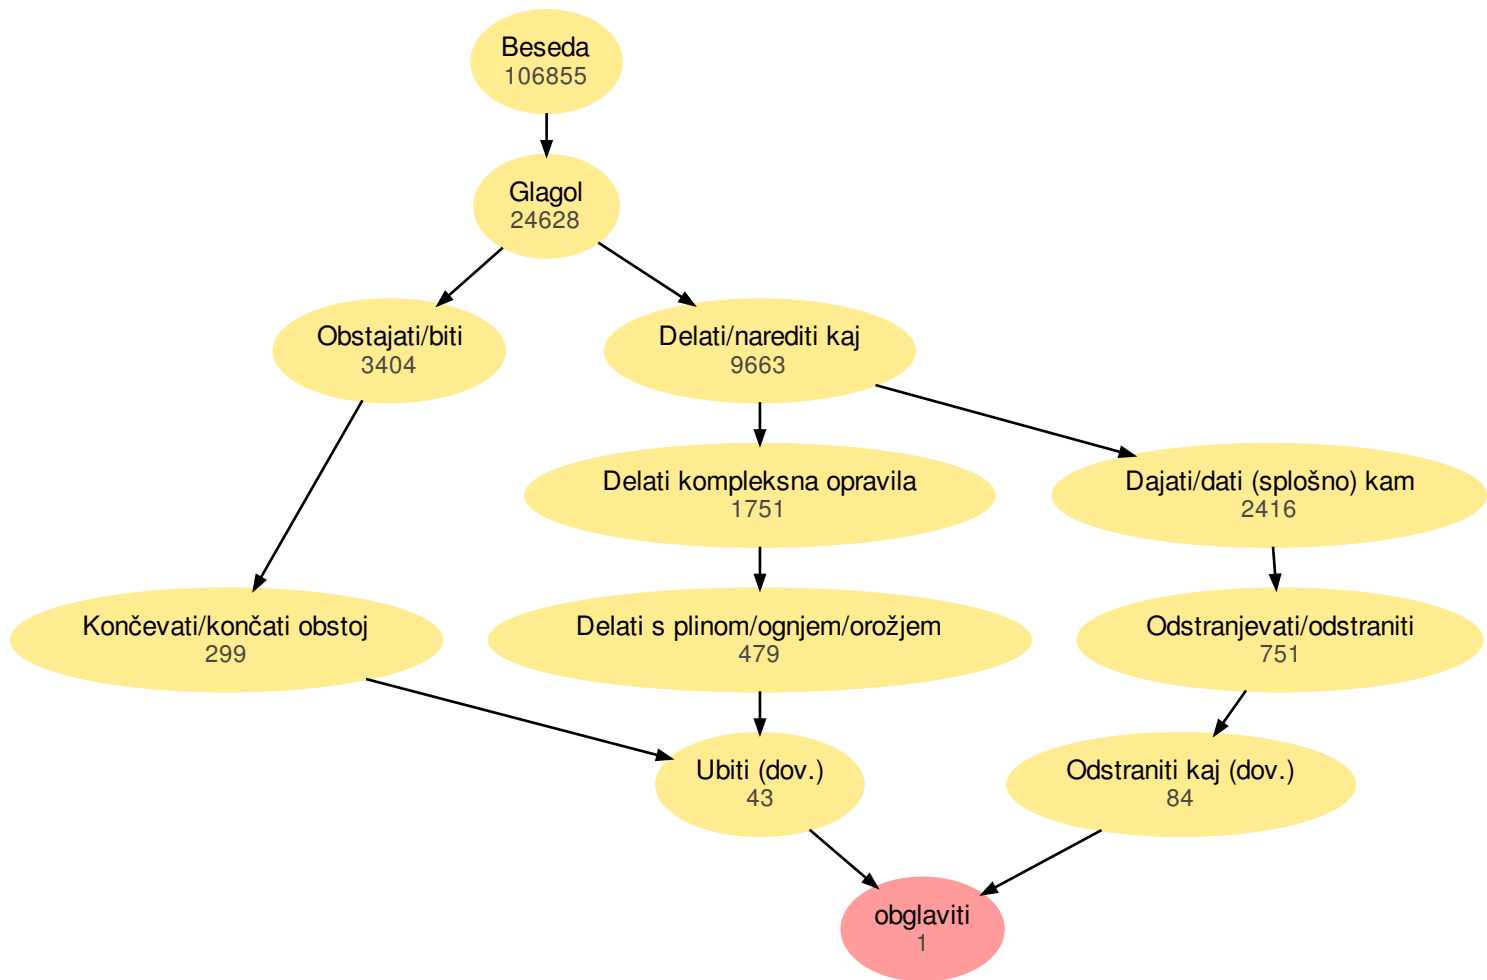 Beseda
106855
Glagol
24628
Obstajati/biti
3404
Delati/narediti kaj
9663
Delati kompleksna opravila
1751
Dajati/dati (splošno) kam
2416
Končevati/končati obstoj
299
Delati s plinom/ognjem/orožjem
479
Odstranjevati/odstraniti
751
Ubiti (dov.)
43
Odstraniti kaj (dov.)
84
obglaviti
1